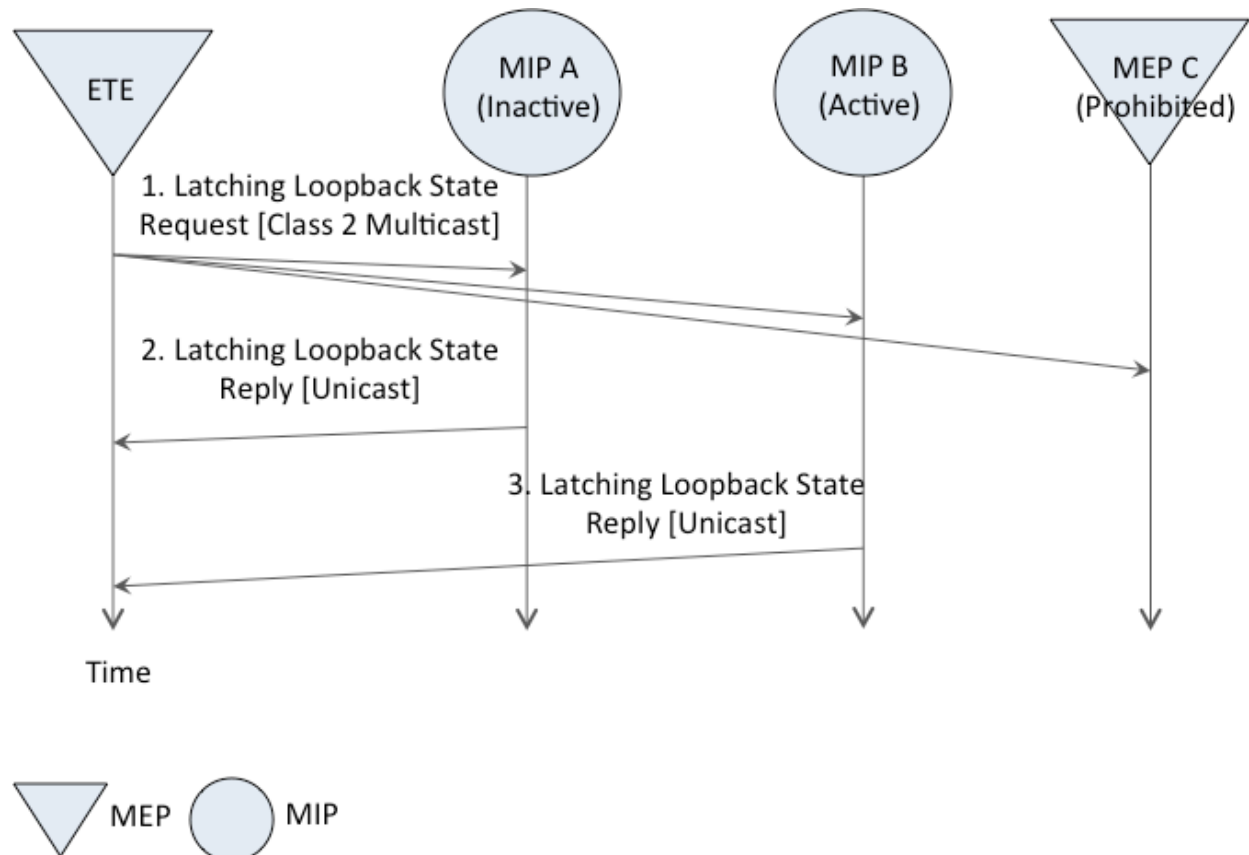 ETE
MIP A
(Inactive)
MIP B
(Active)
MEP C
(Prohibited)
1. Latching Loopback State
Request [Class 2 Multicast]
2. Latching Loopback State
Reply [Unicast]
3. Latching Loopback State
Reply [Unicast]
Time
MEP
MIP